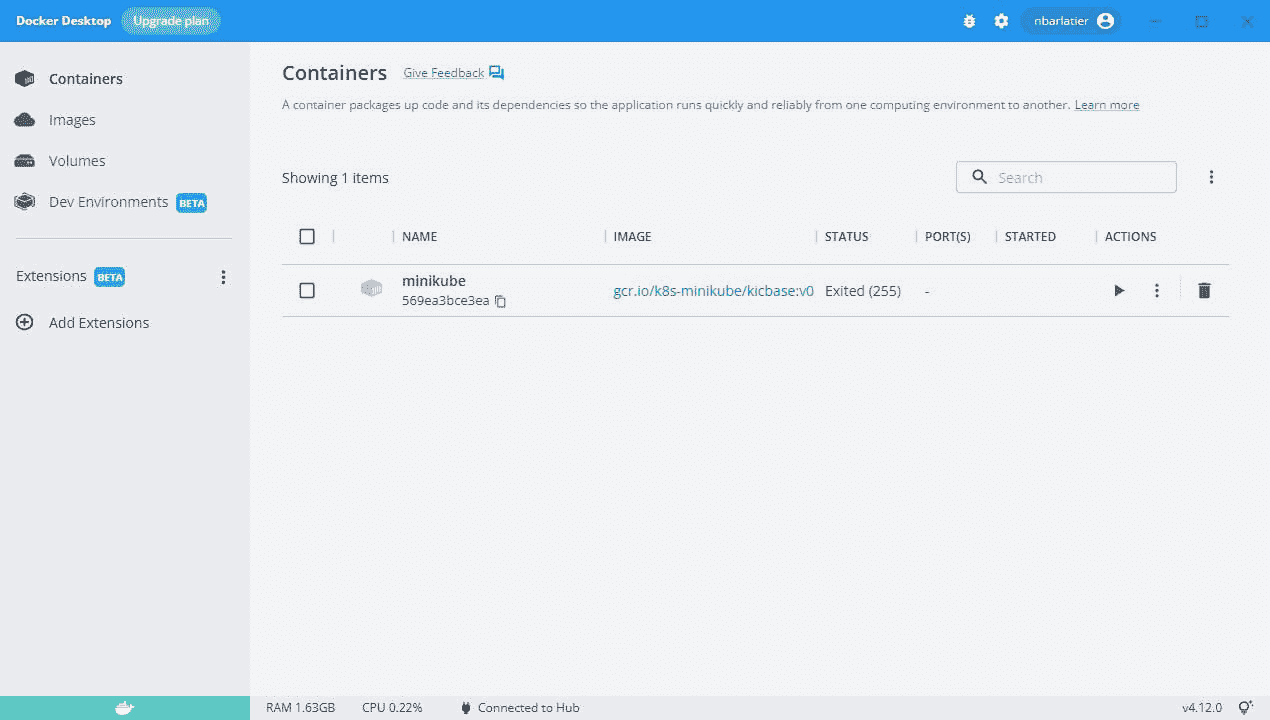 Docker Desktop Upgrade plan nbarlatier
Containers
Images
Volumes
Dev Environments BETA
Extensions BETA
Add Extensions
Containers Give Feedback
A container packages up code and its dependencies so the application runs quickly and reliably from one computing environment to another. Learn more
Showing 1 items Search
NAME IMAGE STATUS PORT(S) STARTED ACTIONS
minikube
569ea3bce3ea gcr.io/k8s-minikube/kicbase:v0 Exited (255) -
RAM 1.63GB CPU 0.22% Connected to Hub v4.12.0